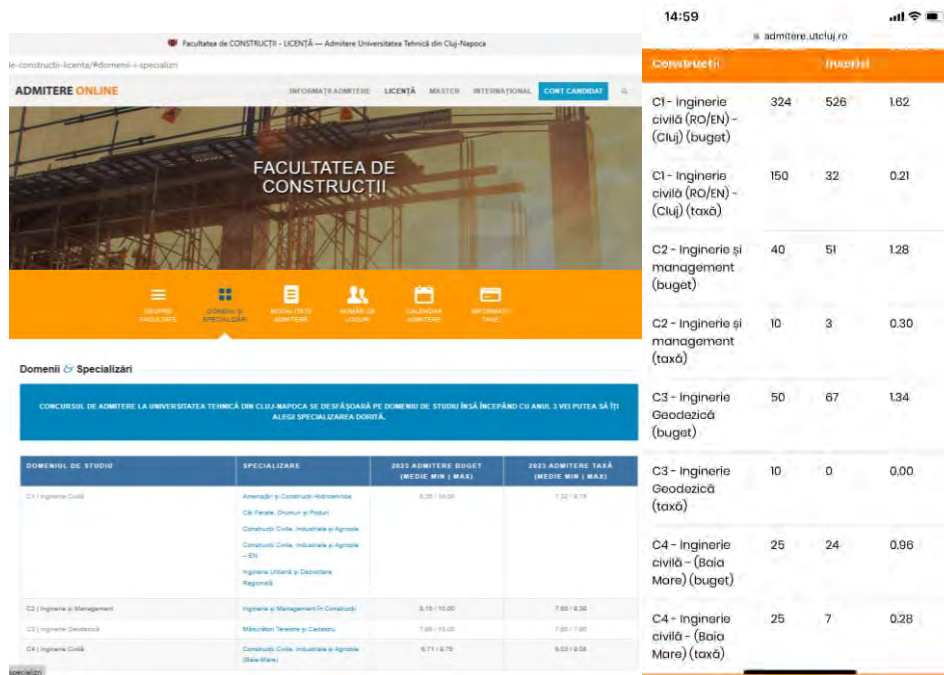 Facultatea de CONSTRUCȚII - LICENȚĂ — Admitere Universitatea Tehnică din Cluj-Napoca
le-constructii-licenta/#domenii-i-specializri
ADMITERE ONLINE
INFORMAȚII ADMITERE LICENȚĂ MASTER INTERNAȚIONAL CONT CANDIDAT
FACULTATEA DE
CONSTRUCȚII
DESPRE
FACULTATE
DOMENII ȘI
SPECIALIZĂRI
MODALITATE
ADMITERE
NUMĂR DE
LOCURI
CALENDAR
ADMITERE
INFORMAȚII
TAXE
Domenii & Specializări
CONCURSUL DE ADMITERE LA UNIVERSITATEA TEHNICĂ DIN CLUJ-NAPOCA SE DESFĂȘOARĂ PE DOMENIU DE STUDIU ÎNSĂ ÎNCEPÂND CU ANUL 3 VEI PUTEA SĂ ÎȚI
ALEGI SPECIALIZAREA DORITĂ.
DOMENIUL DE STUDIU SPECIALIZARE 2023 ADMITERE BUGET 2023 ADMITERE TAXĂ
(MEDIE MIN | MAX) (MEDIE MIN | MAX)
C1 | Inginerie Civilă Amenajări și Construcții Hidrotehnice
Căi Ferate, Drumuri și Poduri
Construcții Civile, Industriale și Agricole
Construcții Civile, Industriale și Agricole
– EN
Inginerie Urbană și Dezvoltare
Regională
C2 | Inginerie și Management Inginerie și Management în Construcții
C3 | Inginerie Geodezică Măsurători Terestre și Cadastru
C4 | Inginerie Civilă Construcții Civile, Industriale și Agricole
(Baia-Mare)
specializri
14:59
admitere.utcluj.ro
Construcții Înscriși
C1 - Inginerie 324 526 1.62
civilă (RO/EN) -
(Cluj) (buget)
C1 - Inginerie 150 32 0.21
civilă (RO/EN) -
(Cluj) (taxă)
C2 - Inginerie și 40 51 1.28
management
(buget)
C2 - Inginerie și 10 3 0.30
management
(taxă)
C3 - Inginerie 50 67 1.34
Geodezică
(buget)
C3 - Inginerie 10 0 0.00
Geodezică
(taxă)
C4 - Inginerie 25 24 0.96
civilă - (Baia
Mare) (buget)
C4 - Inginerie 25 7 0.28
civilă - (Baia
Mare) (taxă)